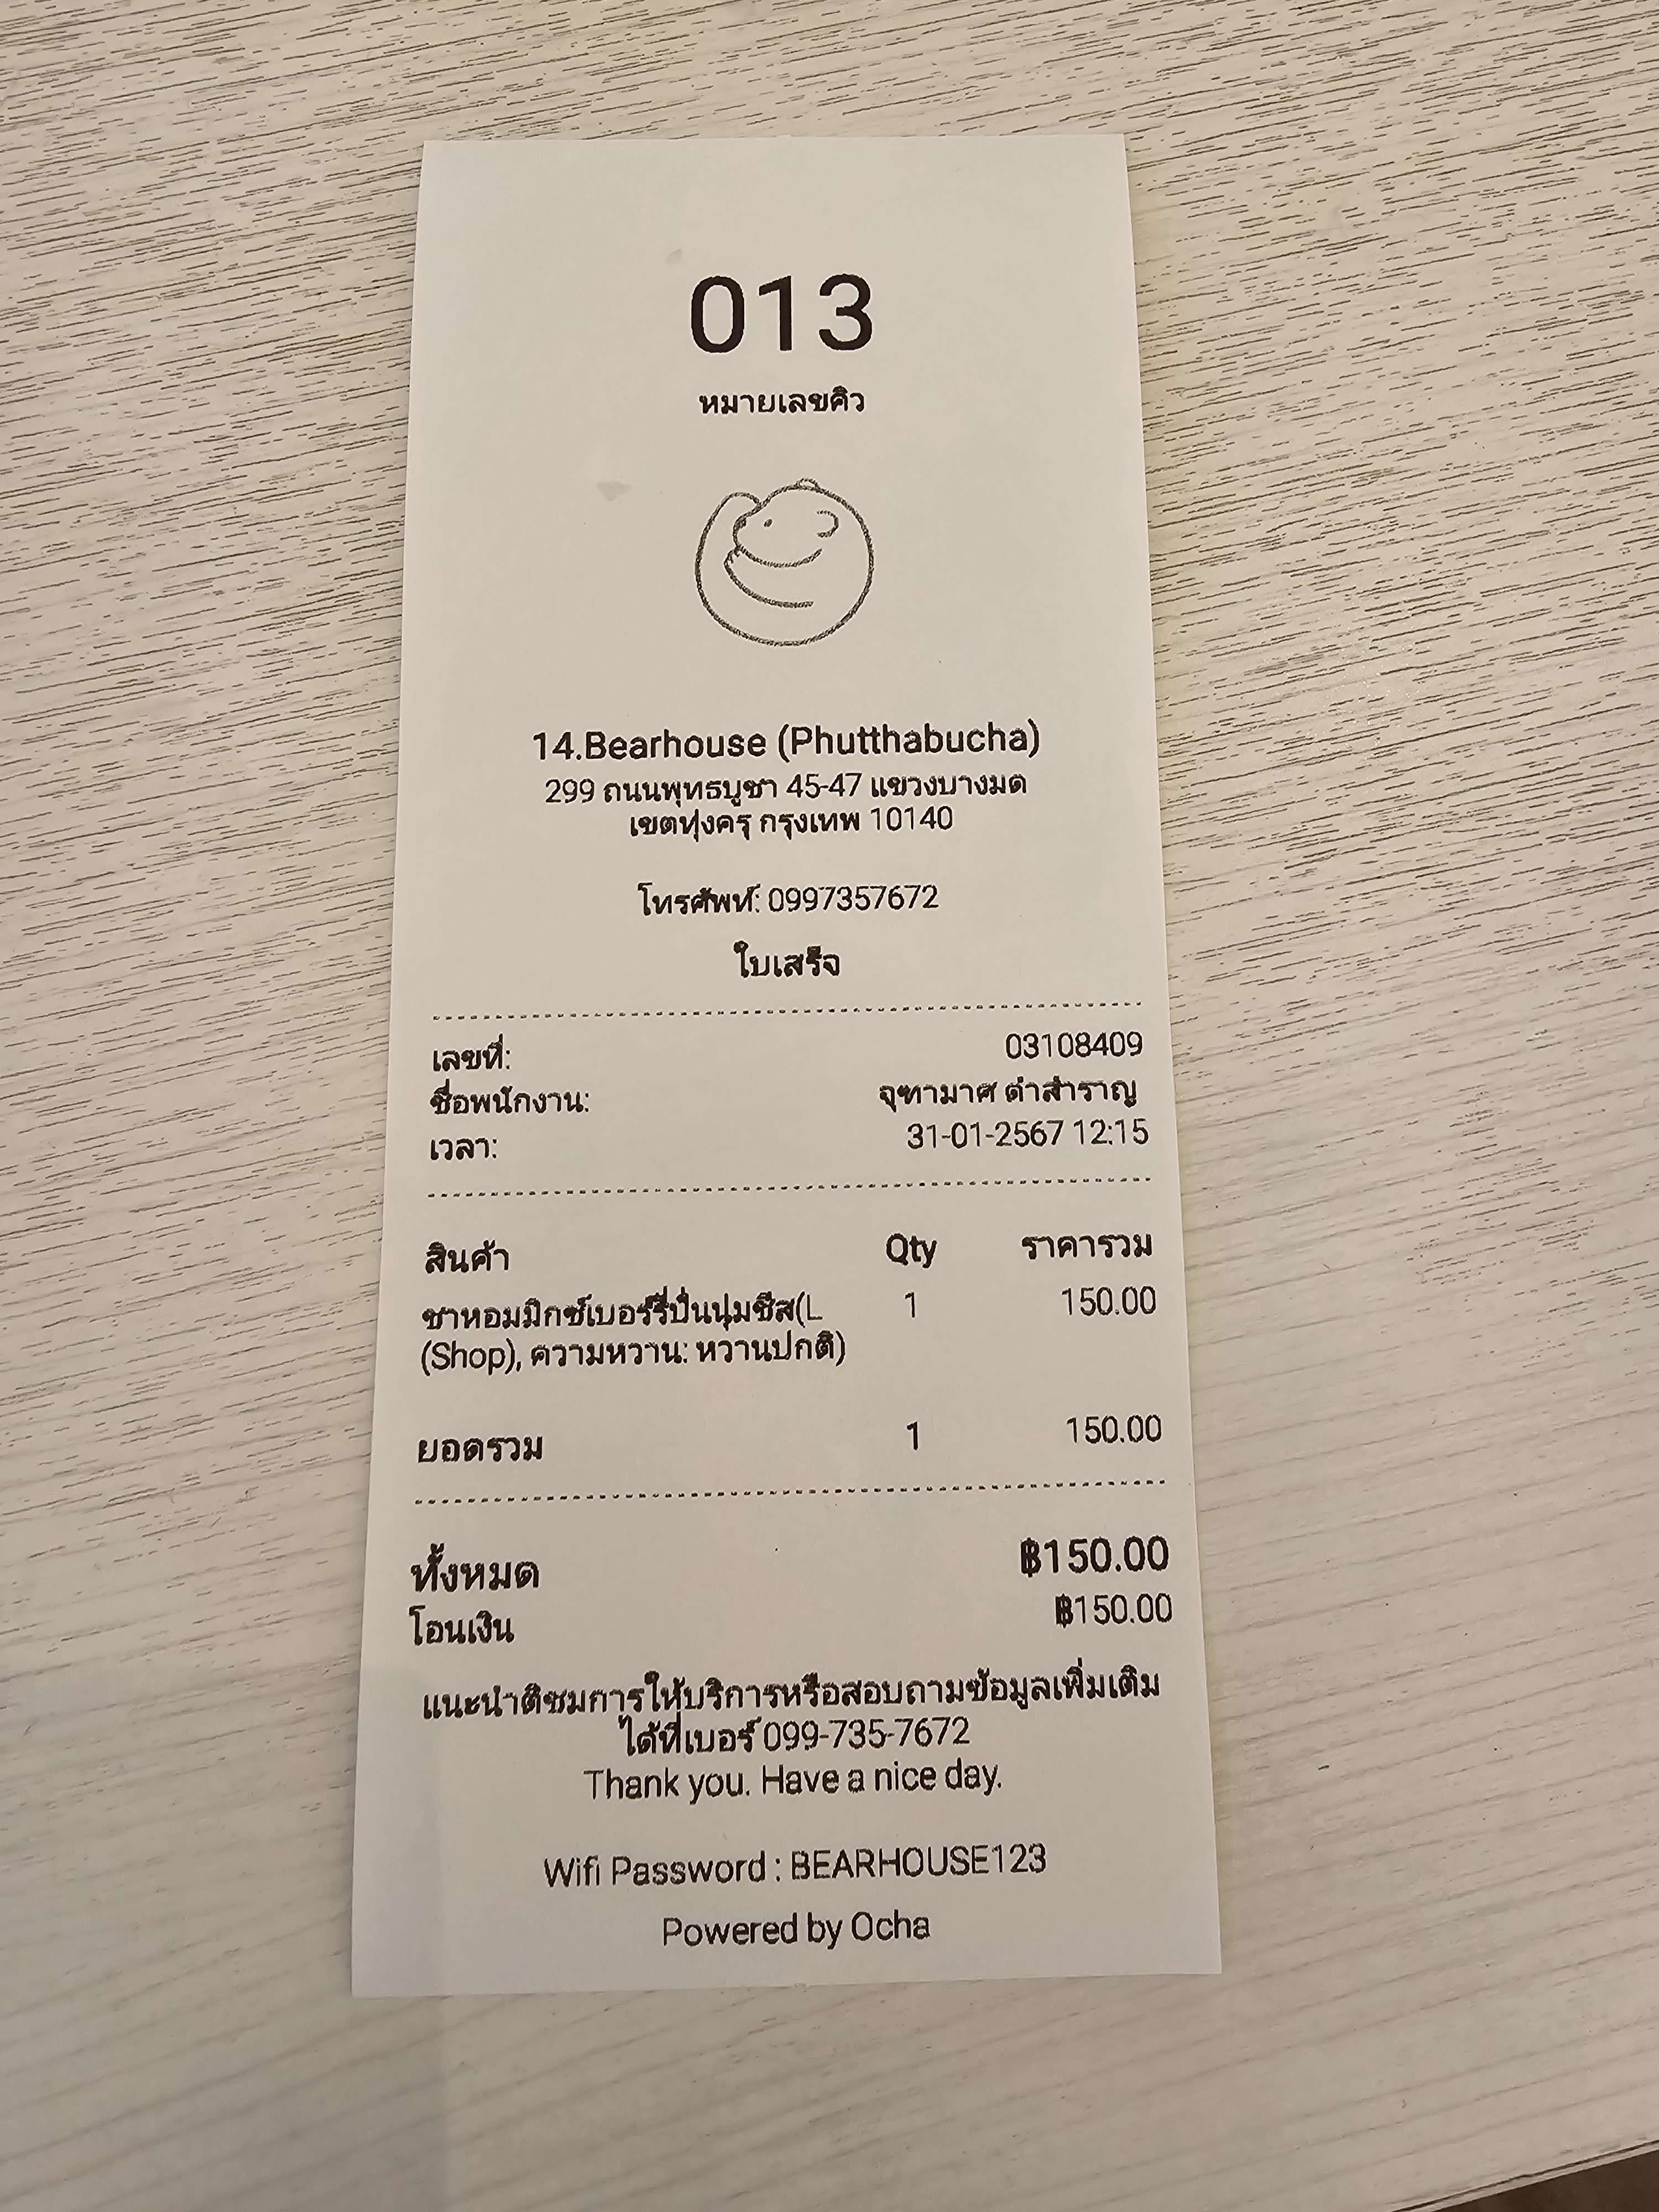 013
หมายเลขคิว
14.Bearhouse (Phutthabucha)
299 ถนนพุทธบูชา 45-47 แขวงบางมด
เขตทุ่งครุ กรุงเทพ 10140
โทรศัพท์: 0997357672
ใบเสร็จ
เลขที่: 03108409
ชื่อพนักงาน: จุฑามาศ ดำสำราญ
เวลา: 31-01-2567 12:15
สินค้า Qty ราคารวม
ชาหอมมิกซ์เบอร์รี่ปั่นนุ่มชีส(L 1 150.00
(Shop), ความหวาน: หวานปกติ)
ยอดรวม 1 150.00
ทั้งหมด ฿150.00
โอนเงิน ฿150.00
แนะนำติชมการให้บริการหรือสอบถามข้อมูลเพิ่มเติม
ได้ที่เบอร์ 099-735-7672
Thank you. Have a nice day.
Wifi Password : BEARHOUSE123
Powered by Ocha